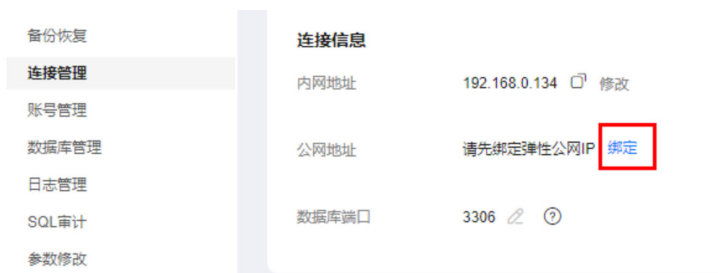 备份恢复
连接管理
账号管理
数据库管理
日志管理
SQL审计
参数修改
连接信息
内网地址 192.168.0.134 修改
公网地址 请先绑定弹性公网IP 绑定
数据库端口 3306